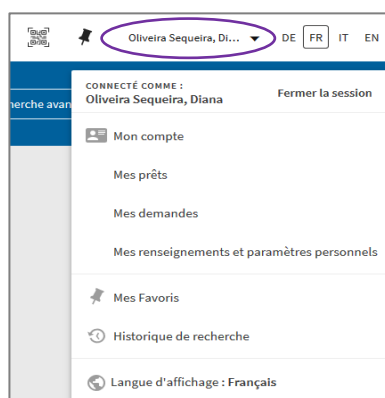 Oliveira Sequeira, Di... DE FR IT EN
herche avan
CONNECTÉ COMME :
Oliveira Sequeira, Diana Fermer la session
Mon compte
Mes prêts
Mes demandes
Mes renseignements et paramètres personnels
Mes Favoris
Historique de recherche
Langue d'affichage : Français